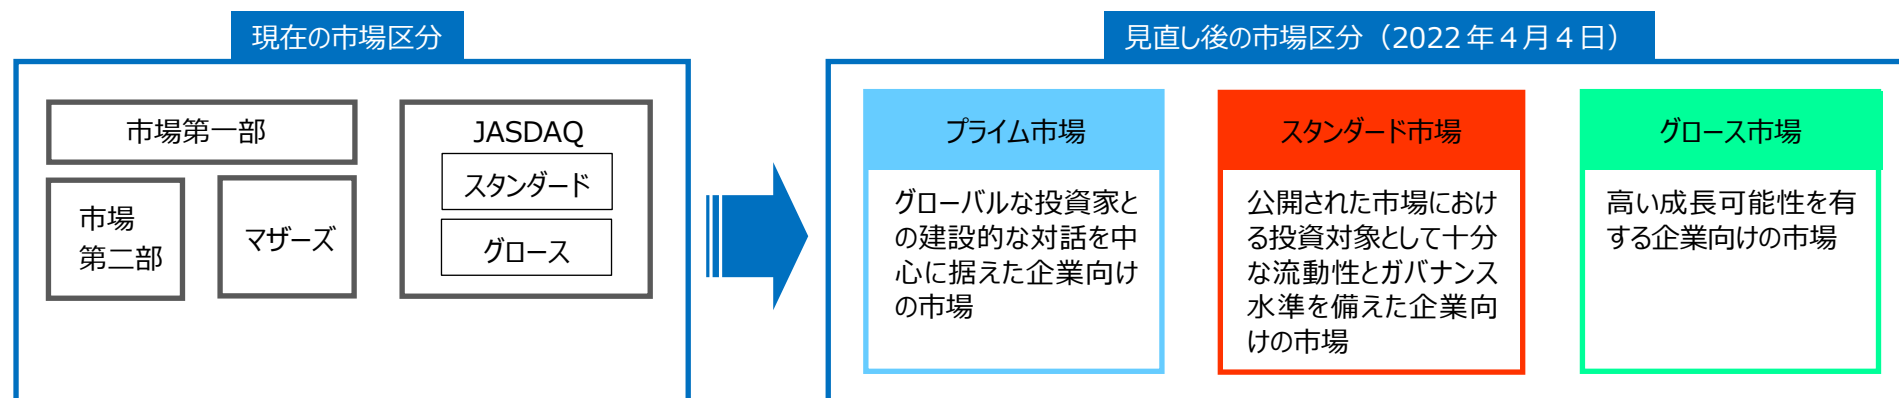 現在の市場区分
市場第一部
市場
第二部
マザーズ
JASDAQ
スタンダード
グロース
見直し後の市場区分（2022年４月４日）
プライム市場
グローバルな投資家と
の建設的な対話を中
心に据えた企業向け
の市場
スタンダード市場
公開された市場におけ
る投資対象として十分
な流動性とガバナンス
水準を備えた企業向
けの市場
グロース市場
高い成長可能性を有
する企業向けの市場